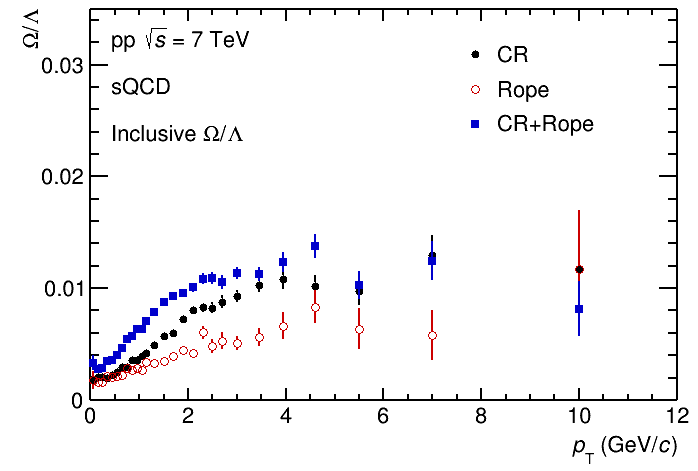 Ω/Λ
0.03
0.02
0.01
0
pp √s = 7 TeV
sQCD
Inclusive Ω/Λ
CR
Rope
CR+Rope
0 2 4 6 8 10 12
p_T (GeV/c)